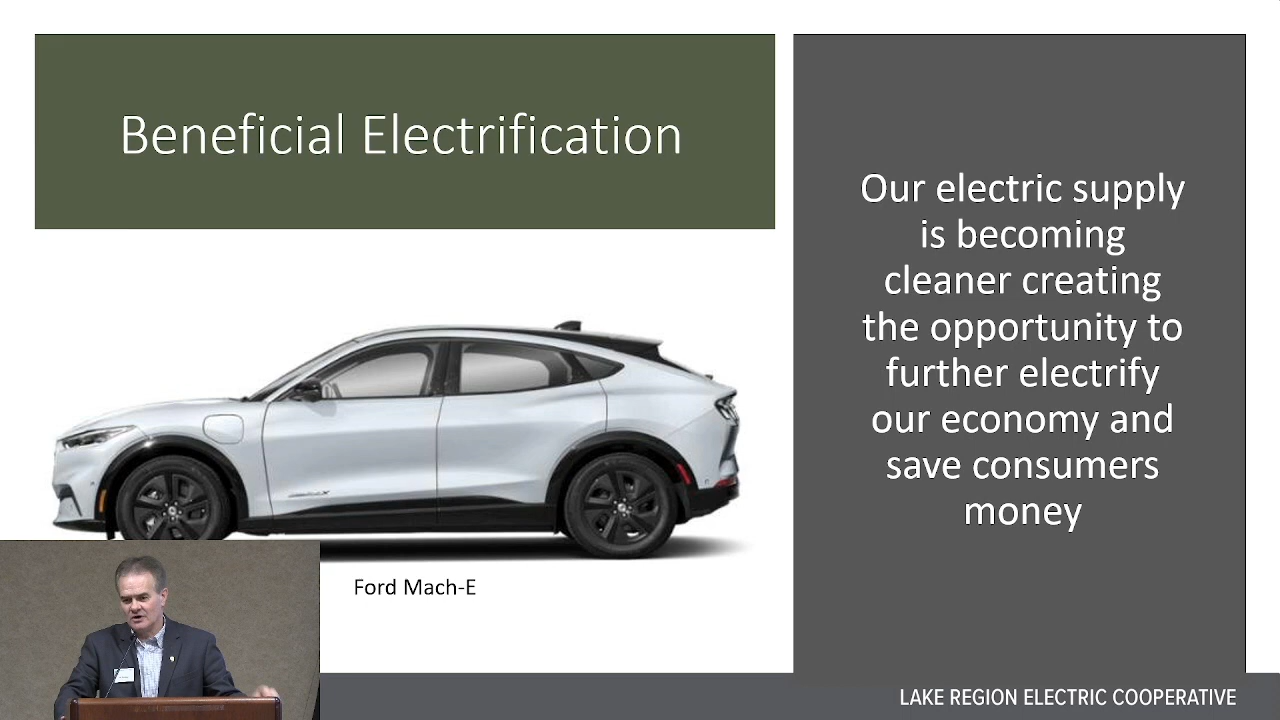 Beneficial Electrification
Our electric supply
is becoming
cleaner creating
the opportunity to
further electrify
our economy and
save consumers
money
Ford Mach-E
LAKE REGION ELECTRIC COOPERATIVE